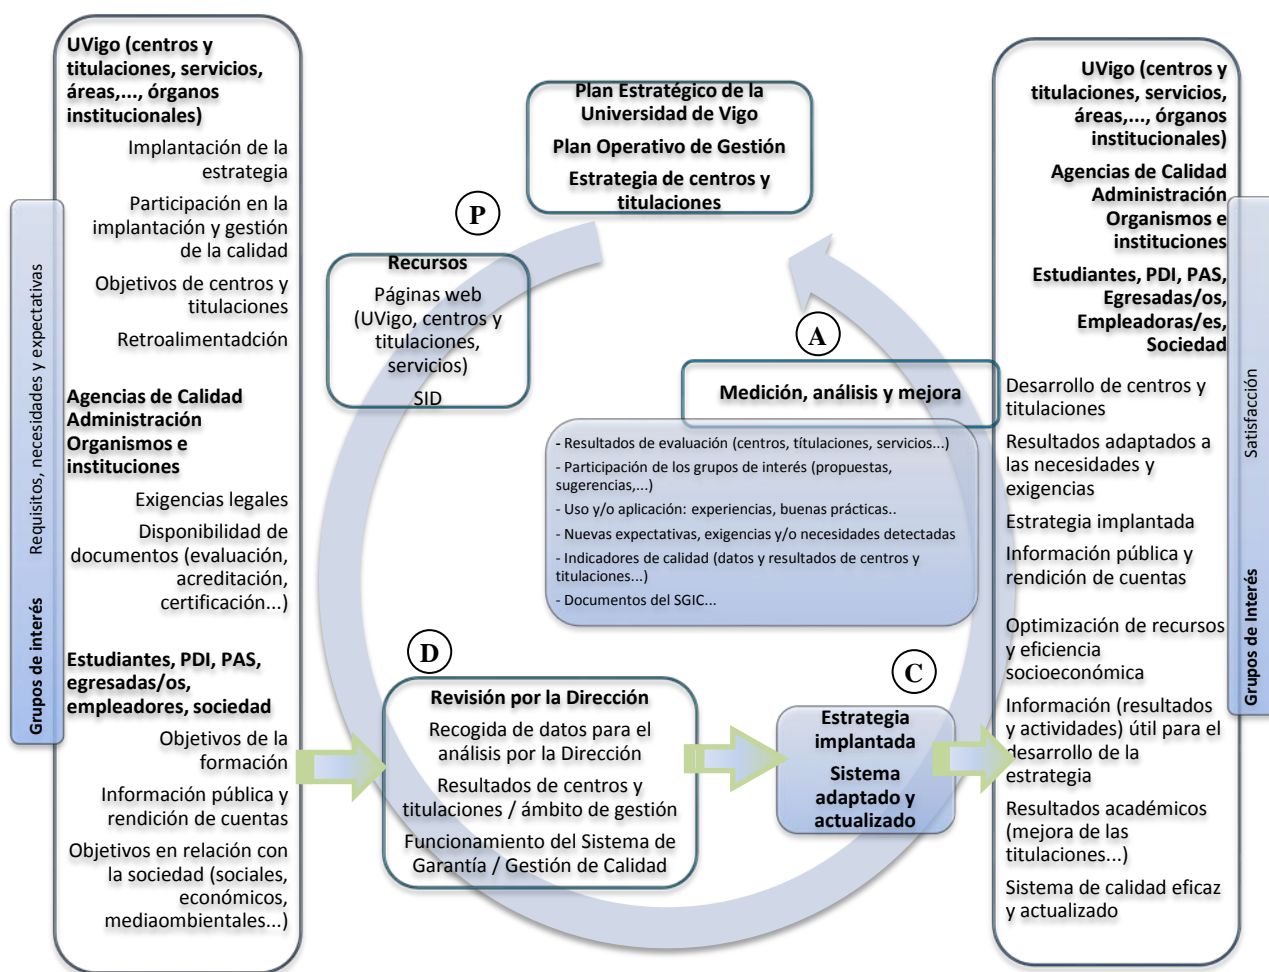 Grupos de interés
Requisitos, necesidades y expectativas
UVigo (centros y
titulaciones, servicios,
áreas,..., órganos
institucionales)
Implantación de la
estrategia
Participación en la
implantación y gestión
de la calidad
Objetivos de centros y
titulaciones
Retroalimentadción
Agencias de Calidad
Administración
Organismos e
instituciones
Exigencias legales
Disponibilidad de
documentos (evaluación,
acreditación,
certificación...)
Estudiantes, PDI, PAS,
egresadas/os,
empleadores, sociedad
Objetivos de la
formación
Información pública y
rendición de cuentas
Objetivos en relación con
la sociedad (sociales,
económicos,
mediaombientales...)
Plan Estratégico de la
Universidad de Vigo
Plan Operativo de Gestión
Estrategia de centros y
titulaciones
P
Recursos
Páginas web
(UVigo, centros y
titulaciones,
servicios)
SID
A
Medición, análisis y mejora
- Resultados de evaluación (centros, títulaciones, servicios...)
- Participación de los grupos de interés (propuestas,
sugerencias,...)
- Uso y/o aplicación: experiencias, buenas prácticas..
- Nuevas expectativas, exigencias y/o necesidades detectadas
- Indicadores de calidad (datos y resultados de centros y
titulaciones...)
- Documentos del SGIC...
D
Revisión por la Dirección
Recogida de datos para el
análisis por la Dirección
Resultados de centros y
titulaciones / ámbito de gestión
Funcionamiento del Sistema de
Garantía / Gestión de Calidad
C
Estrategia
implantada
Sistema
adaptado y
actualizado
UVigo (centros y
titulaciones, servicios,
áreas,..., órganos
institucionales)
Agencias de Calidad
Administración
Organismos e
instituciones
Estudiantes, PDI, PAS,
Egresadas/os,
Empleadoras/es,
Sociedad
Desarrollo de centros y
titulaciones
Resultados adaptados a
las necesidades y
exigencias
Estrategia implantada
Información pública y
rendición de cuentas
Optimización de recursos
y eficiencia
socioeconómica
Información (resultados
y actividades) útil para el
desarrollo de la
estrategia
Resultados académicos
(mejora de las
titulaciones...)
Sistema de calidad eficaz
y actualizado
Grupos de Interés
Satisfacción